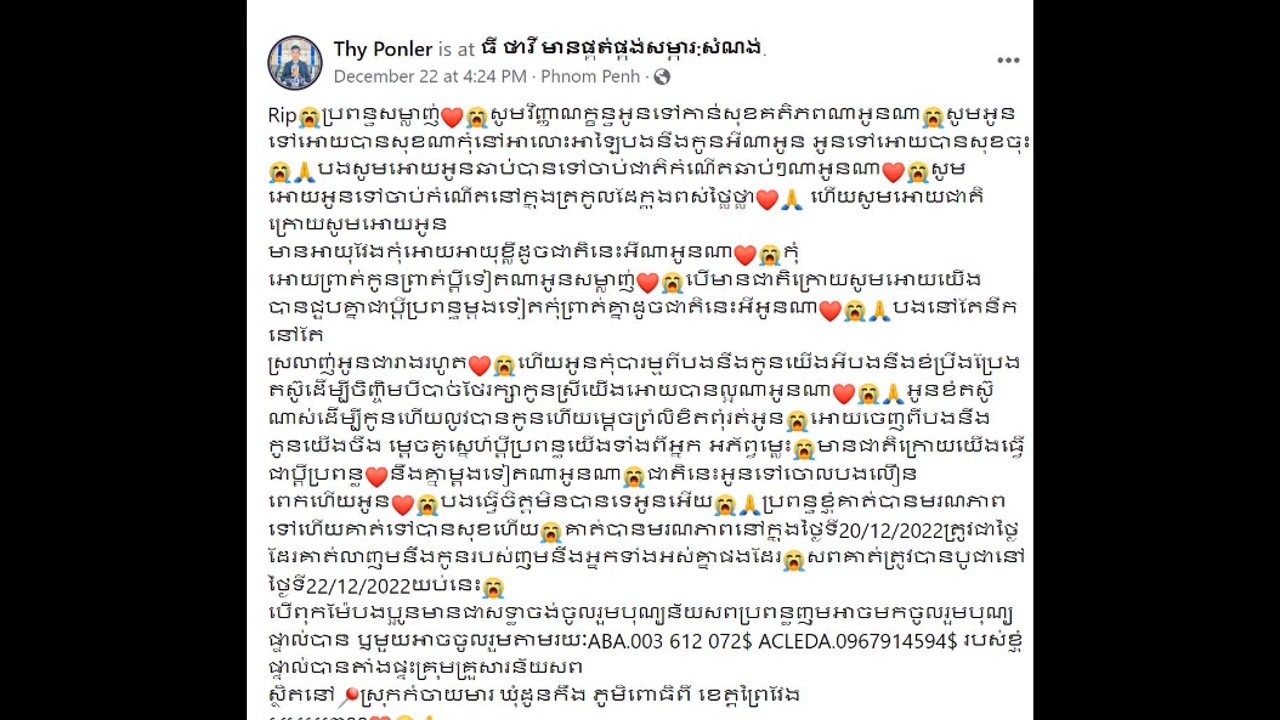 Thy Ponler is at ធី ថាវី មានផ្គត់ផ្គង់សម្ភារៈសំណង់.
December 22 at 4:24 PM · Phnom Penh ·
Rip😭ប្រពន្ធសម្លាញ់❤️😭សូមវិញ្ញាណក្ខន្ធអូនទៅកាន់សុខគតិភពណាអូនណា😭សូមអូន
ទៅអោយបានសុខណាកុំនៅអាលោះអាឡៃបងនឹងកូនអីណាអូន អូនទៅអោយបានសុខចុះ
😭🙏បងសូមអោយអូនឆាប់បានទៅចាប់ជាតិកំណើតឆាប់ៗណាអូនណា❤️😭សូម
អោយអូនទៅចាប់កំណើតនៅក្នុងត្រកូលដែក្កុងពស់ថ្លៃថ្លា❤️🙏 ហើយសូមអោយជាតិ
ក្រោយសូមអោយអូន
មានអាយុវែងកុំអោយអាយុខ្លីដូចជាតិនេះអីណាអូនណា❤️😭កុំ
អោយព្រាត់កូនព្រាត់ប្តីទៀតណាអូនសម្លាញ់❤️😭បើមានជាតិក្រោយសូមអោយយើង
បានជួបគ្នាជាប្តីប្រពន្ធម្តងទៀតកុំព្រាត់គ្នាដូចជាតិនេះអីអូនណា❤️😭🙏បងនៅតែនឹក
នៅតែ
ស្រលាញ់អូនជារាងរហូត❤️😭ហើយអូនកុំបារម្ភពីបងនឹងកូនយើងអីបងនឹងខំប្រឹងប្រែង
តស៊ូដើម្បីចិញ្ចឹមបីបាច់ថែរក្សាកូនស្រីយើងអោយបានល្អណាអូនណា❤️😭🙏អូនខំតស៊ូ
ណាស់ដើម្បីកូនហើយលូវបានកូនហើយម្តេចព្រំលិខិតពុំរត់អូន😭អោយចេញពីបងនឹង
កូនយើងចឹង ម្តេចគូស្នេហ៍ប្តីប្រពន្ធយើងទាំងពីអ្នក អភ័ព្វម្លេះ😭មានជាតិក្រោយយើងធ្វើ
ជាប្តីប្រពន្ធ❤️នឹងគ្នាម្តងទៀតណាអូនណា😭ជាតិនេះអូនទៅចោលបងលឿន
ពេកហើយអូន❤️😭បងធ្វើចិត្តមិនបានទេអូនអើយ😭🙏ប្រពន្ធខ្ញុំគាត់បានមរណភាព
ទៅហើយគាត់ទៅបានសុខហើយ😭គាត់បានមរណភាពនៅក្នុងថ្ងៃទី20/12/2022ត្រូវជាថ្ងៃ
ដែរគាត់លាញមនឹងកូនរបស់ញមនឹងអ្នកទាំងអស់គ្នាផងដែរ😭សពគាត់ត្រូវបានបូជានៅ
ថ្ងៃទី22/12/2022យប់នេះ😭
បើពុកម៉ែបងប្អូនមានជាសទ្ធាចង់ចូលរួមបុណ្យន័យសពប្រពន្ធញមអាចមកចូលរួមបុណ្យ
ផ្ទាល់បាន ឬមួយអាចចូលរួមតាមរយៈABA.003 612 072$ ACLEDA.0967914594$ របស់ខ្ញុំ
ផ្ទាល់បានតាំងផ្ទះគ្រុមគ្រួសារន័យសព
ស្ថិតនៅ📍ស្រុកកំចាយមារ ឃុំដូនកឹង ភូមិពោធិពី ខេត្តព្រៃវែង